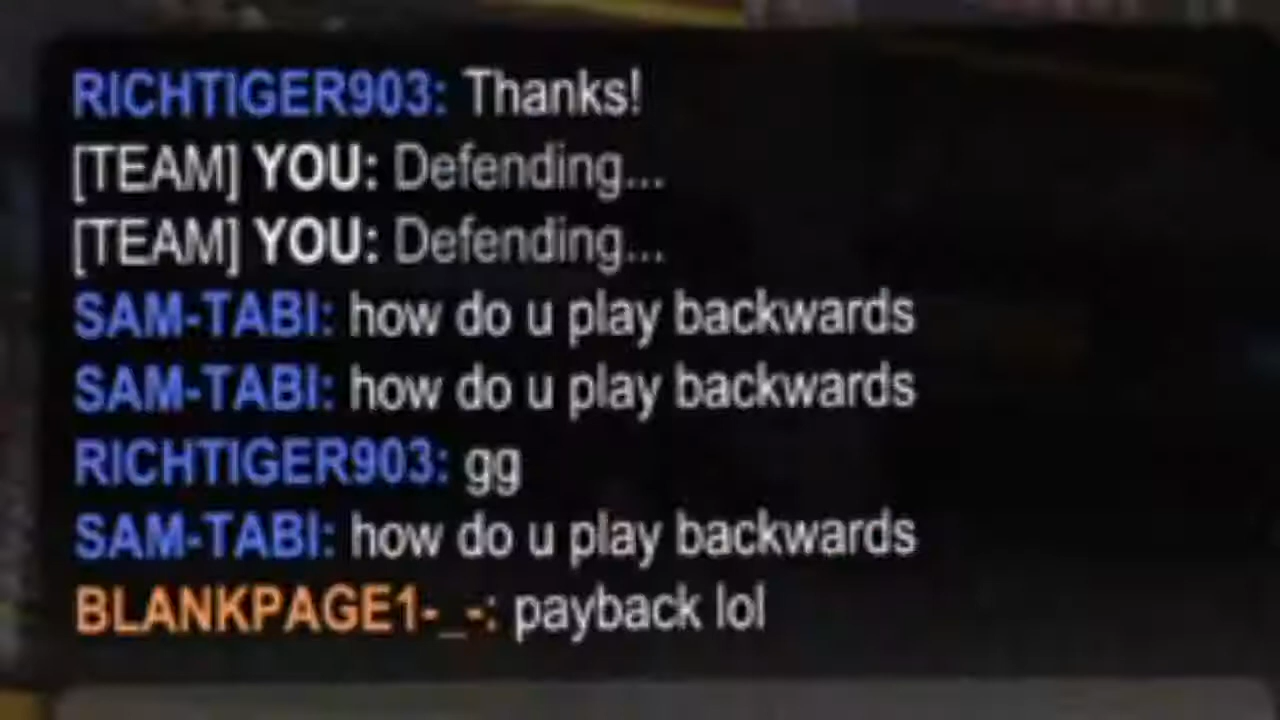 RICHTIGER903: Thanks!
[TEAM] YOU: Defending...
[TEAM] YOU: Defending...
SAM-TABI: how do u play backwards
SAM-TABI: how do u play backwards
RICHTIGER903: gg
SAM-TABI: how do u play backwards
BLANKPAGE1-_-: payback lol